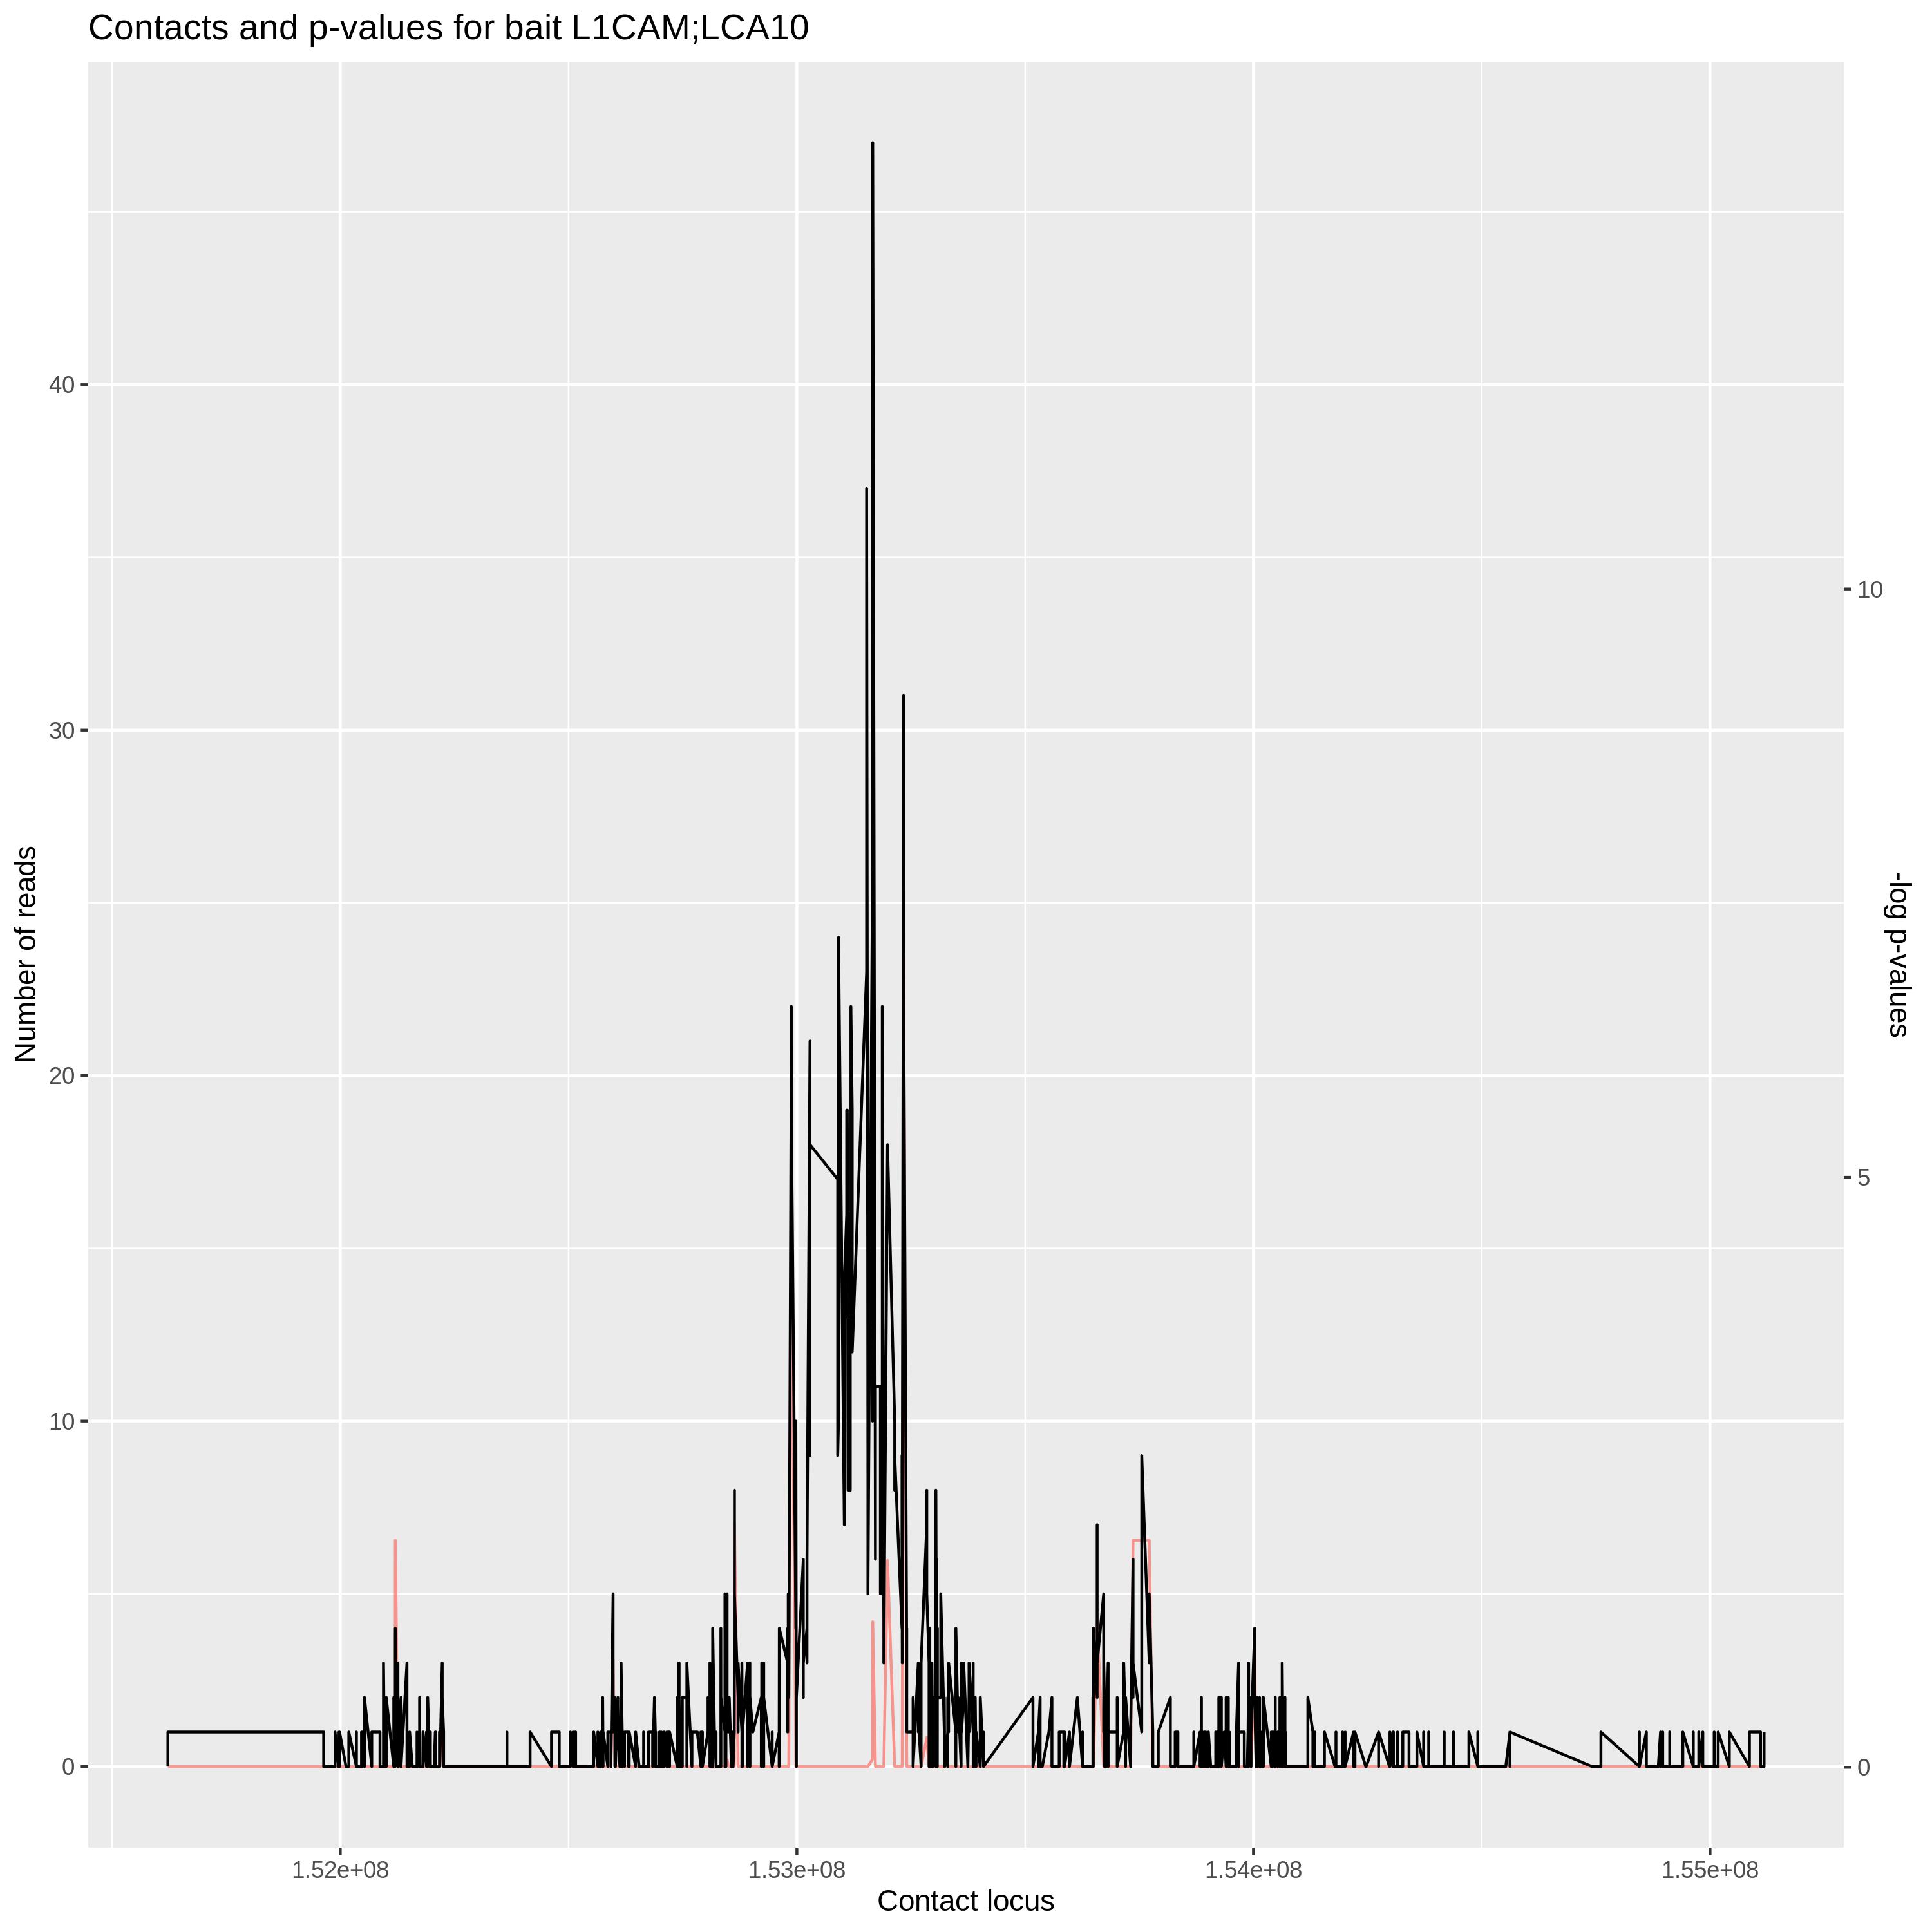 Contacts and p-values for bait L1CAM;LCA10
Number of reads
40
30
20
10
0
-log p-values
10
5
0
1.52e+08 1.53e+08 1.54e+08 1.55e+08
Contact locus